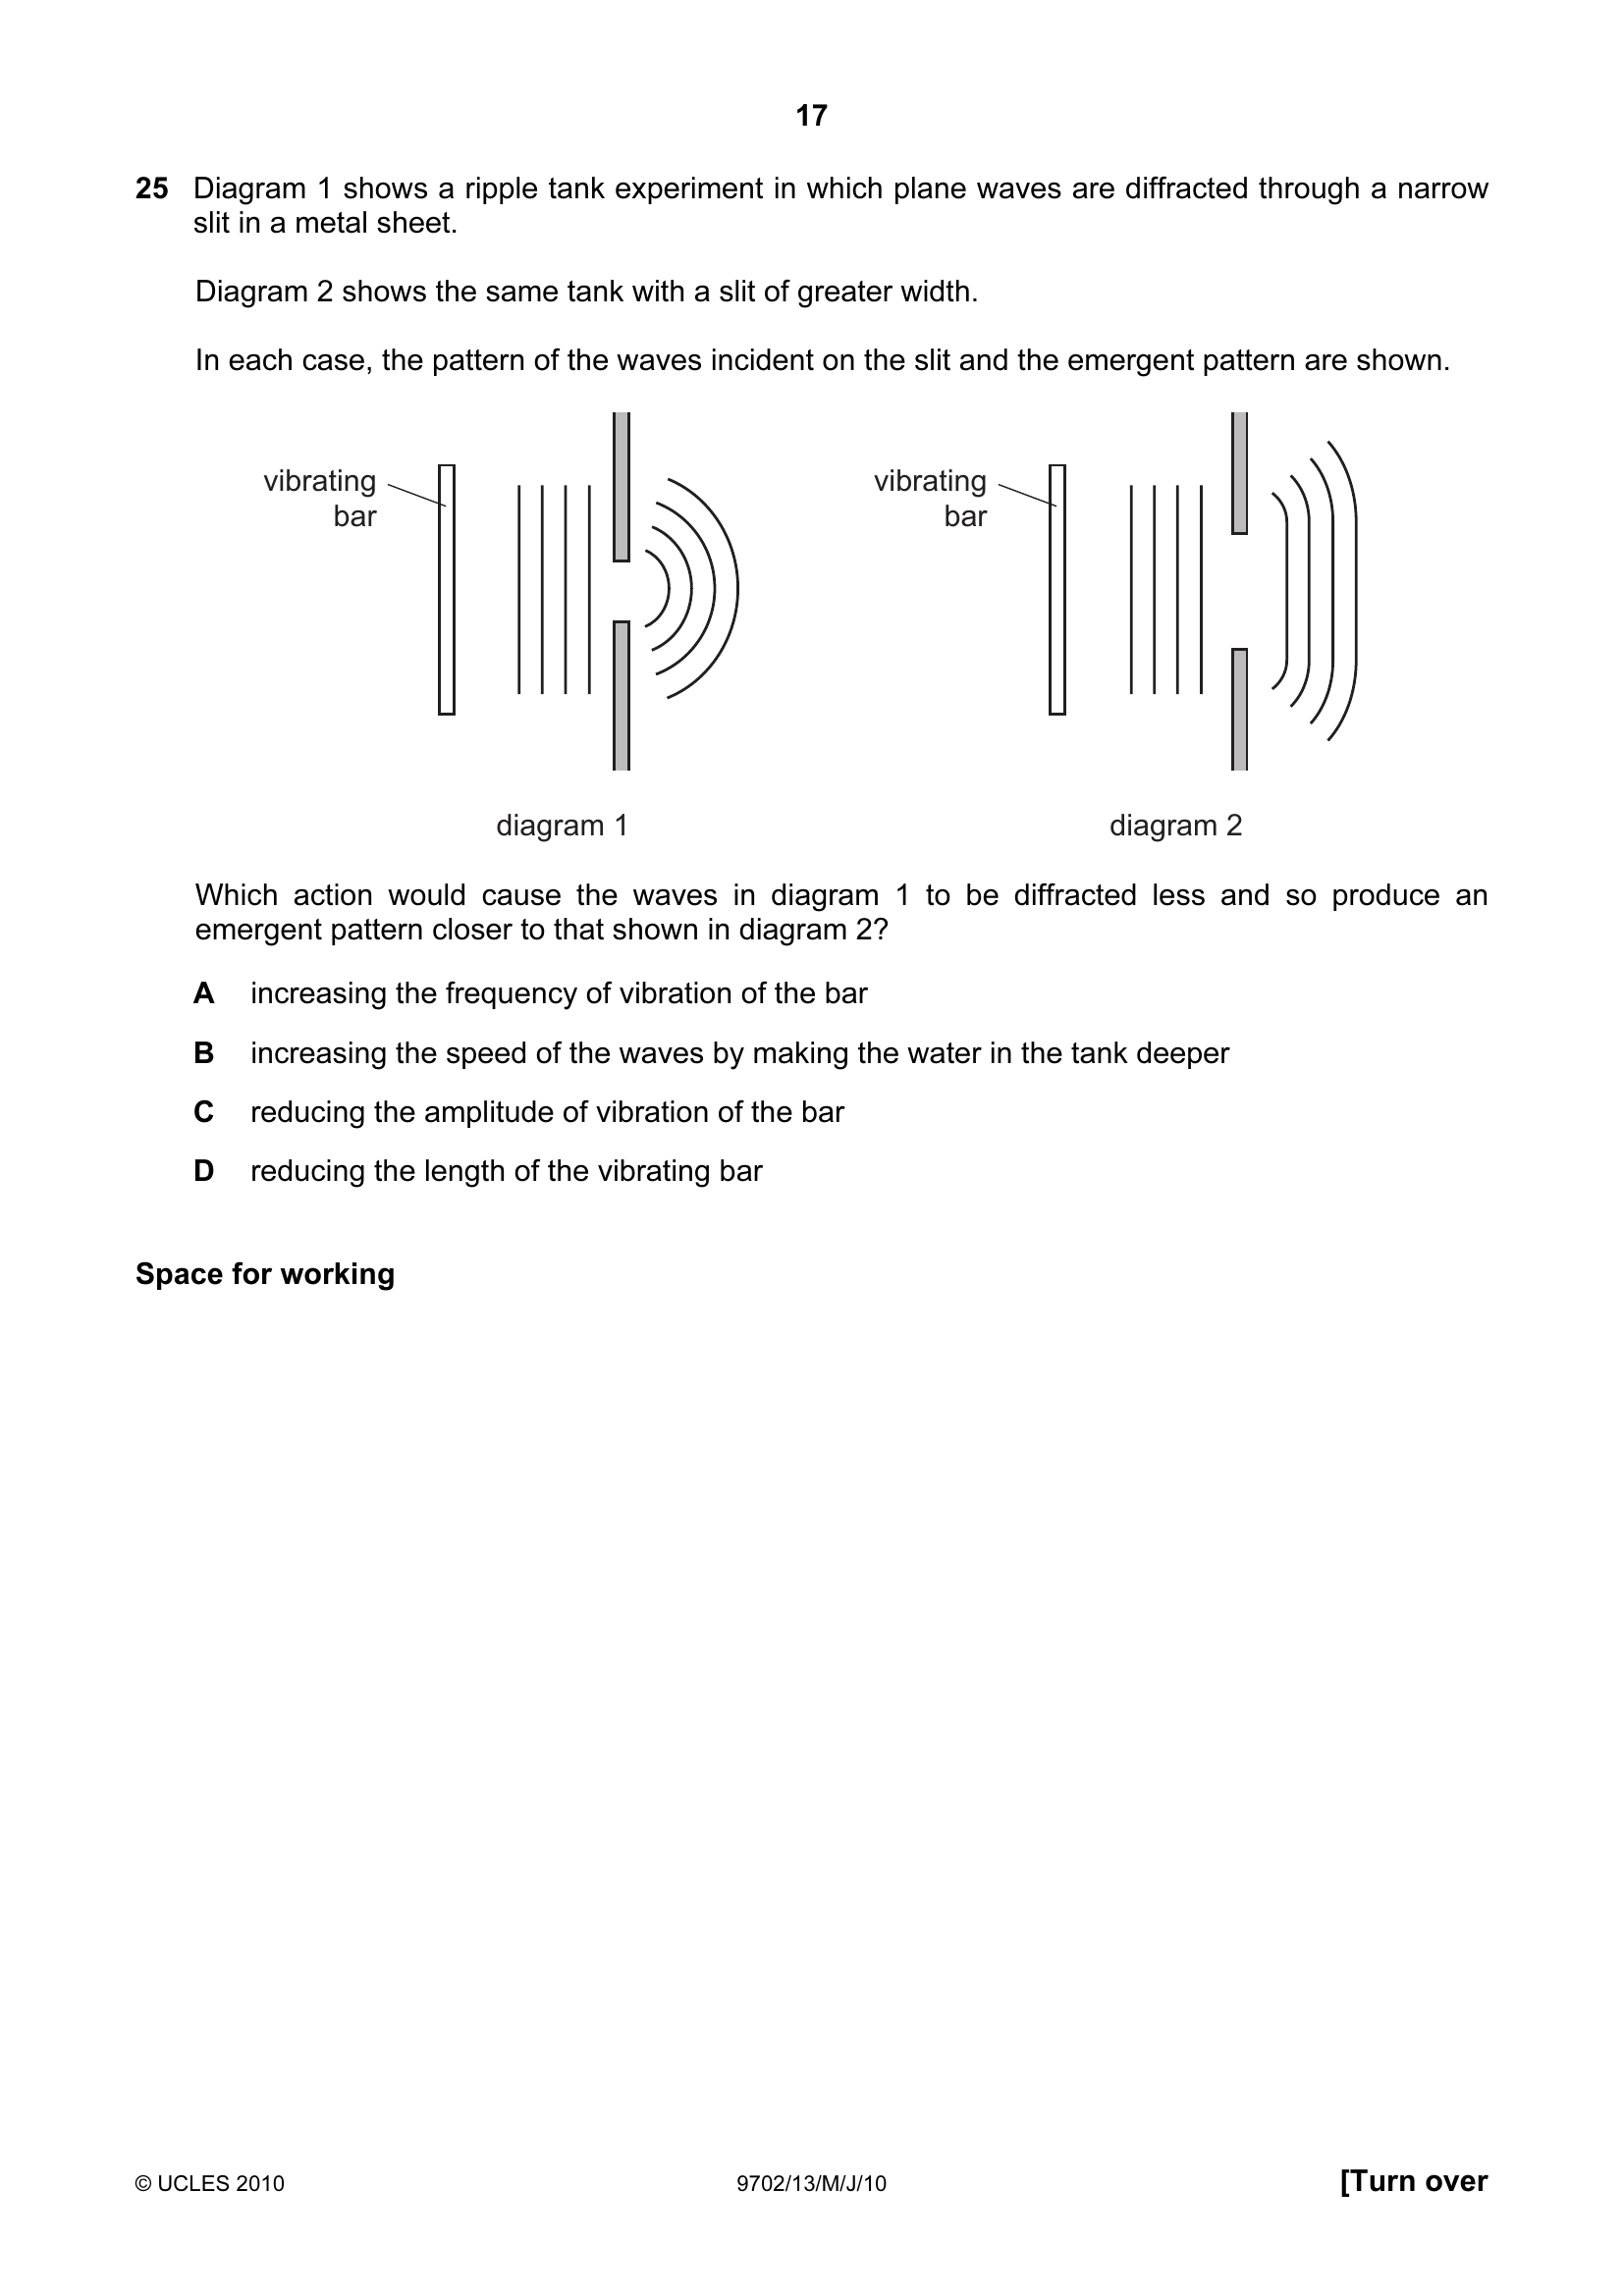 17
25 Diagram 1 shows a ripple tank experiment in which plane waves are diffracted through a narrow
slit in a metal sheet.
Diagram 2 shows the same tank with a slit of greater width.
In each case, the pattern of the waves incident on the slit and the emergent pattern are shown.
vibrating
bar
vibrating
bar
diagram 1
diagram 2
Which action would cause the waves in diagram 1 to be diffracted less and so produce an
emergent pattern closer to that shown in diagram 2?
A increasing the frequency of vibration of the bar
B increasing the speed of the waves by making the water in the tank deeper
C reducing the amplitude of vibration of the bar
D reducing the length of the vibrating bar
Space for working
© UCLES 2010 9702/13/M/J/10 [Turn over